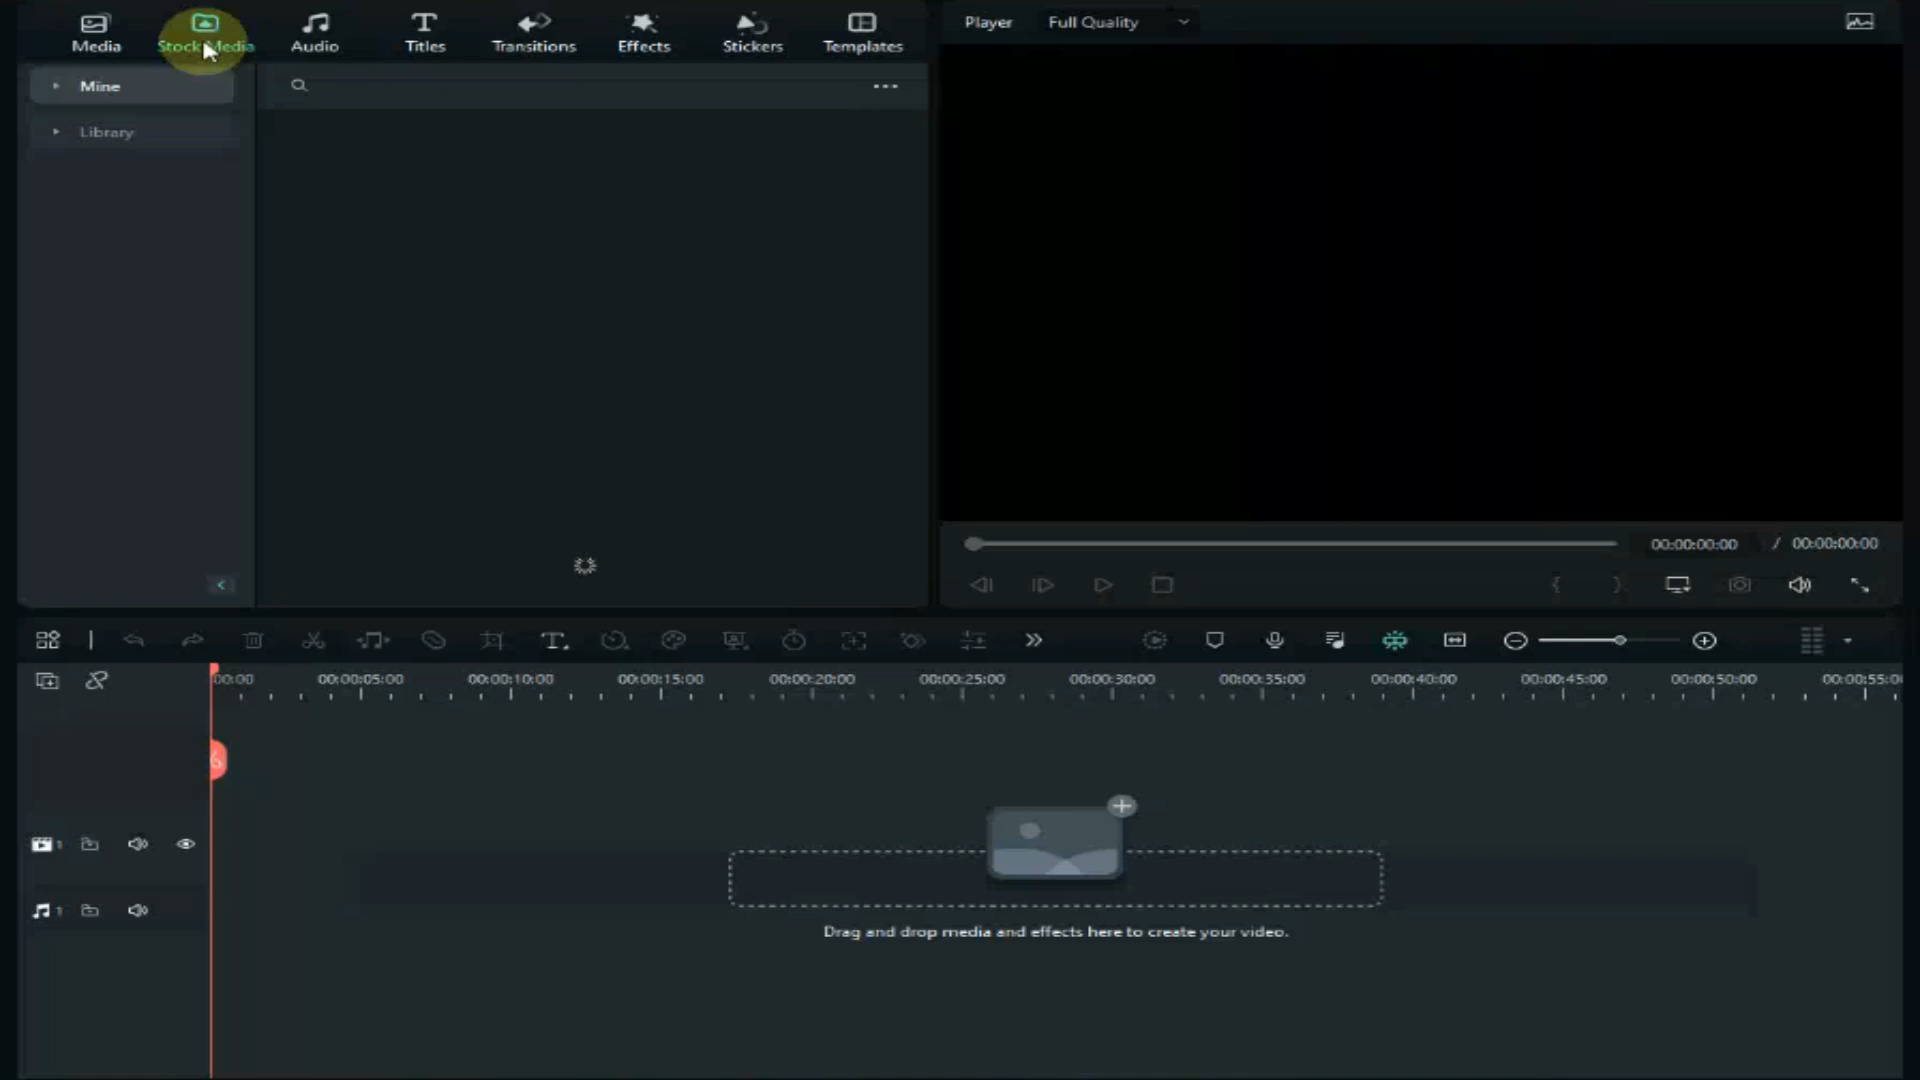 Media Stock Media Audio Titles Transitions Effects Stickers Templates
Player Full Quality
Mine
Library
00:00:00:00 / 00:00:00:00
00:00 00:00:05:00 00:00:10:00 00:00:15:00 00:00:20:00 00:00:25:00 00:00:30:00 00:00:35:00 00:00:40:00 00:00:45:00 00:00:50:00 00:00:55:0
1
1
Drag and drop media and effects here to create your video.